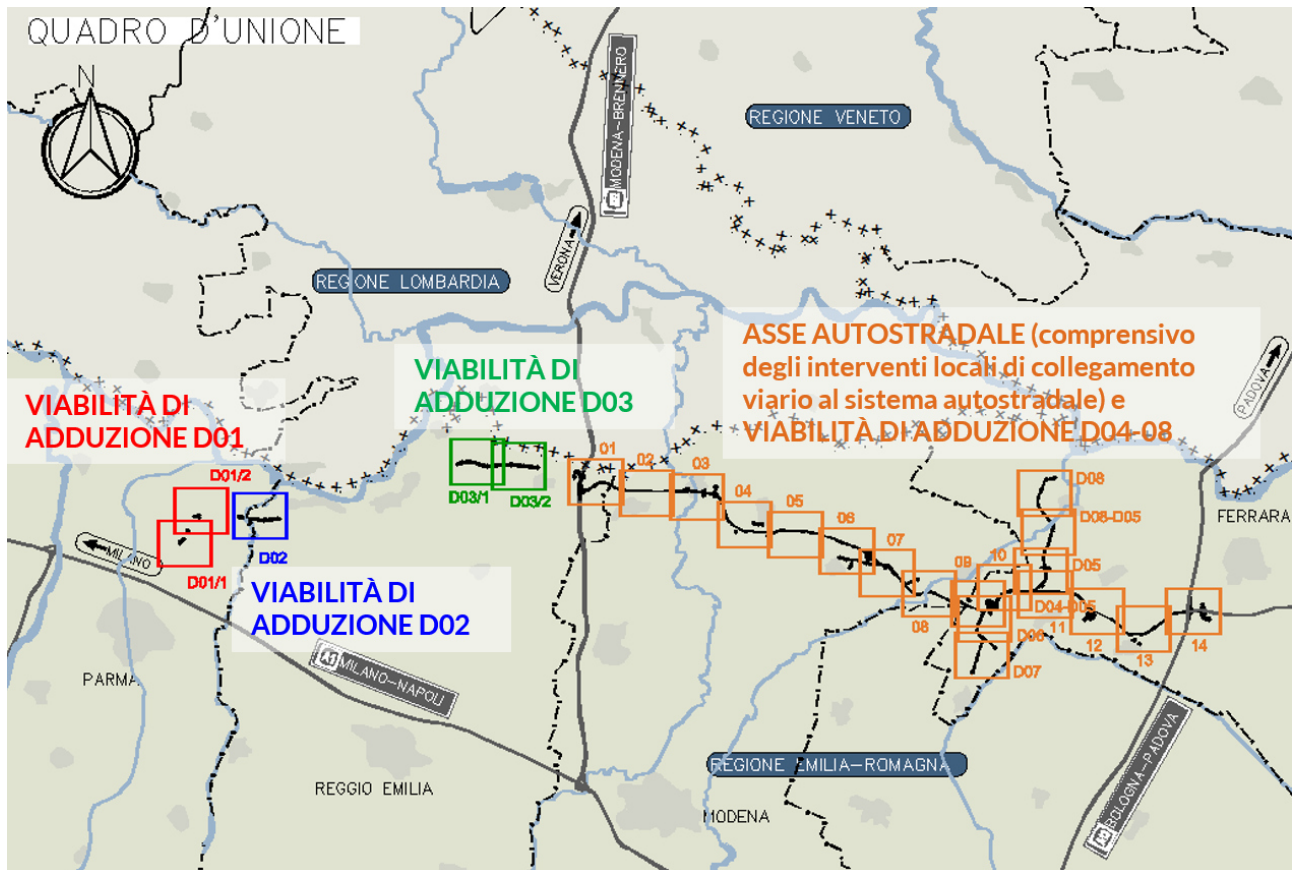 QUADRO D'UNIONE
N
MODENA-BRENNERO
REGIONE VENETO
VERONA
REGIONE LOMBARDIA
ASSE AUTOSTRADALE (comprensivo
degli interventi locali di collegamento
viario al sistema autostradale) e
VIABILITÀ DI ADDUZIONE D04-08
PADOVA
VIABILITÀ DI
ADDUZIONE D03
VIABILITÀ DI
ADDUZIONE D01
D01/2
D01/1
D02
D03/1
D03/2
01
02
03
04
05
06
07
08
09
10
D08
D08-D05
D05
D04-D05
11
D06
D07
12
13
14
FERRARA
MILANO
VIABILITÀ DI
ADDUZIONE D02
A1 MILANO-NAPOLI
PARMA
REGGIO EMILIA
MODENA
REGIONE EMILIA-ROMAGNA
BOLOGNA-PADOVA